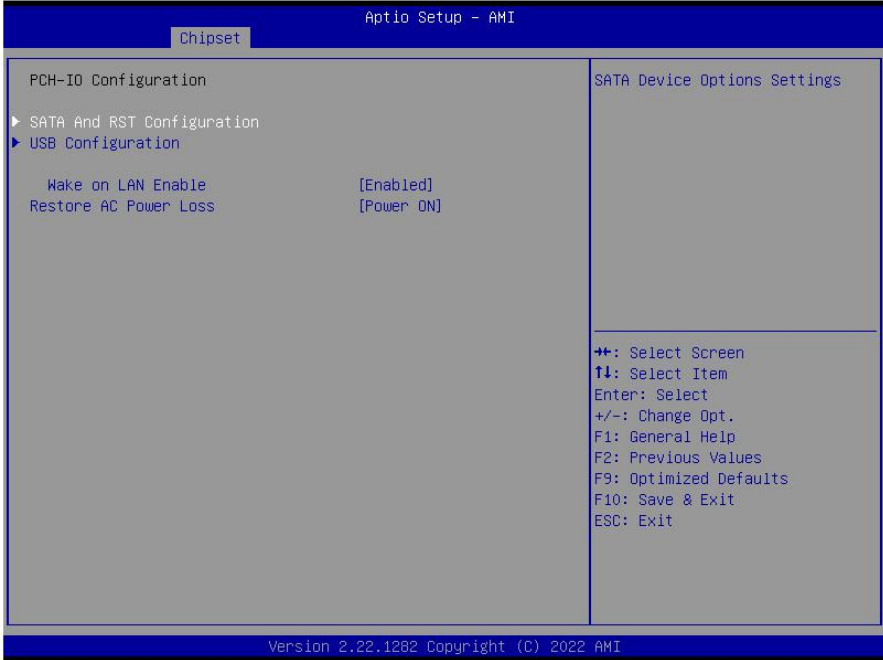 Aptio Setup – AMI
Chipset
PCH-IO Configuration
SATA Device Options Settings
▶ SATA And RST Configuration
▶ USB Configuration
Wake on LAN Enable [Enabled]
Restore AC Power Loss [Power ON]
→←: Select Screen
↑↓: Select Item
Enter: Select
+/-: Change Opt.
F1: General Help
F2: Previous Values
F9: Optimized Defaults
F10: Save & Exit
ESC: Exit
Version 2.22.1282 Copyright (C) 2022 AMI